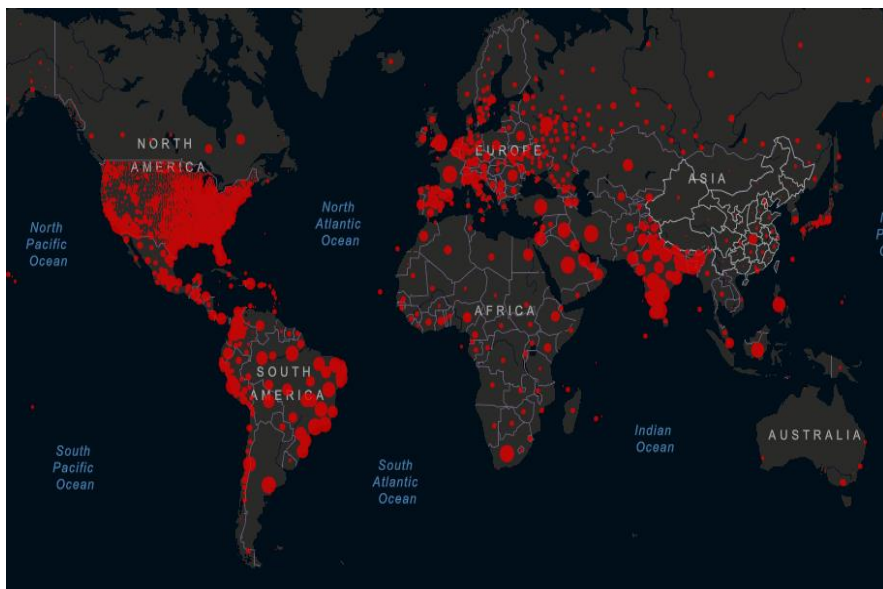 NORTH
AMERICA
EUROPE
ASIA
North
Pacific
Ocean
North
Atlantic
Ocean
AFRICA
SOUTH
AMERICA
Indian
Ocean
AUSTRALIA
South
Pacific
Ocean
South
Atlantic
Ocean